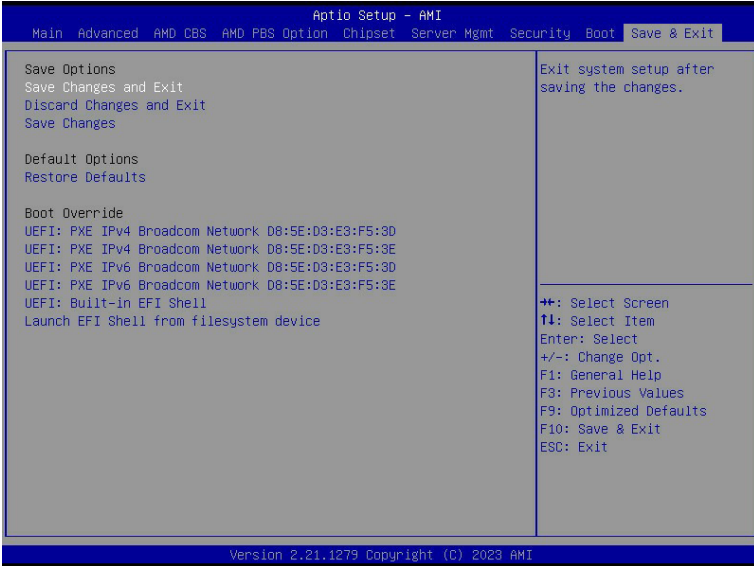 Aptio Setup – AMI
Main Advanced AMD CBS AMD PBS Option Chipset Server Mgmt Security Boot Save & Exit
Save Options
Save Changes and Exit
Discard Changes and Exit
Save Changes
Default Options
Restore Defaults
Boot Override
UEFI: PXE IPv4 Broadcom Network D8:5E:D3:E3:F5:3D
UEFI: PXE IPv4 Broadcom Network D8:5E:D3:E3:F5:3E
UEFI: PXE IPv6 Broadcom Network D8:5E:D3:E3:F5:3D
UEFI: PXE IPv6 Broadcom Network D8:5E:D3:E3:F5:3E
UEFI: Built-in EFI Shell
Launch EFI Shell from filesystem device
Exit system setup after
saving the changes.
→←: Select Screen
↑↓: Select Item
Enter: Select
+/-: Change Opt.
F1: General Help
F3: Previous Values
F9: Optimized Defaults
F10: Save & Exit
ESC: Exit
Version 2.21.1279 Copyright (C) 2023 AMI